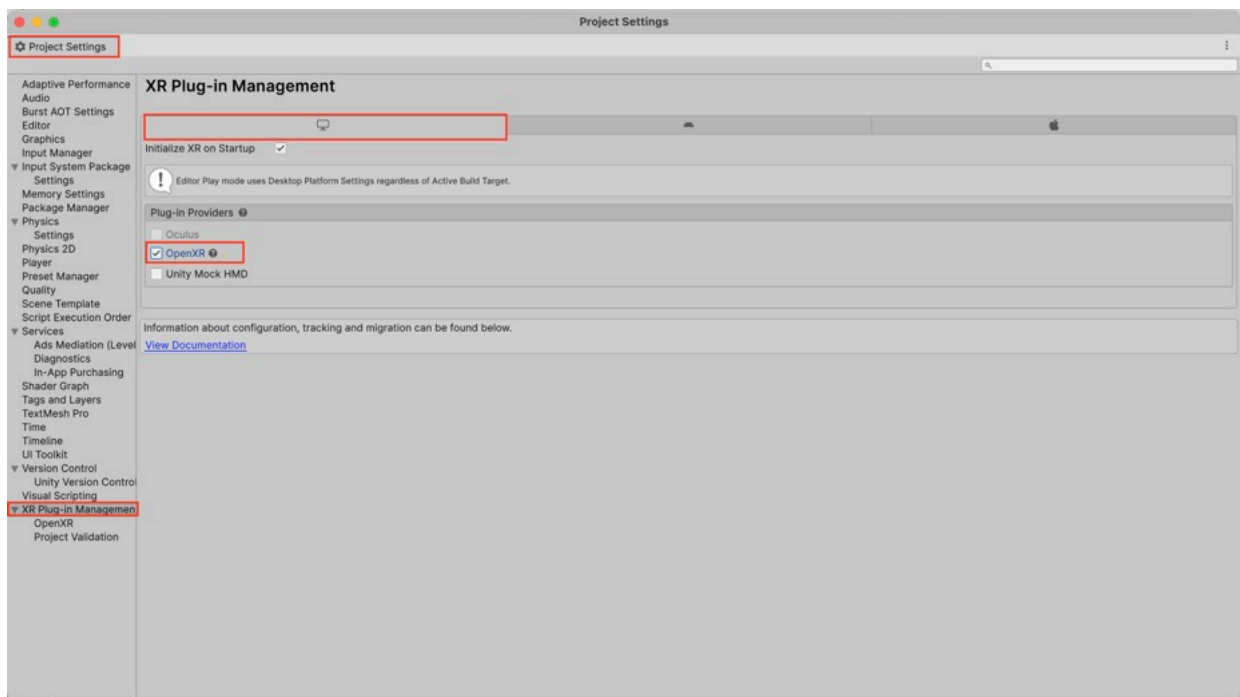 Project Settings
Project Settings
Adaptive Performance
Audio
Burst AOT Settings
Editor
Graphics
Input Manager
Input System Package
Settings
Memory Settings
Package Manager
Physics
Settings
Physics 2D
Player
Preset Manager
Quality
Scene Template
Script Execution Order
Services
Ads Mediation (Level
Diagnostics
In-App Purchasing
Shader Graph
Tags and Layers
TextMesh Pro
Time
Timeline
UI Toolkit
Version Control
Unity Version Control
Visual Scripting
XR Plug-in Managemen
OpenXR
Project Validation
XR Plug-in Management
Initialize XR on Startup
! Editor Play mode uses Desktop Platform Settings regardless of Active Build Target.
Plug-in Providers ?
Oculus
OpenXR ?
Unity Mock HMD
Information about configuration, tracking and migration can be found below.
View Documentation